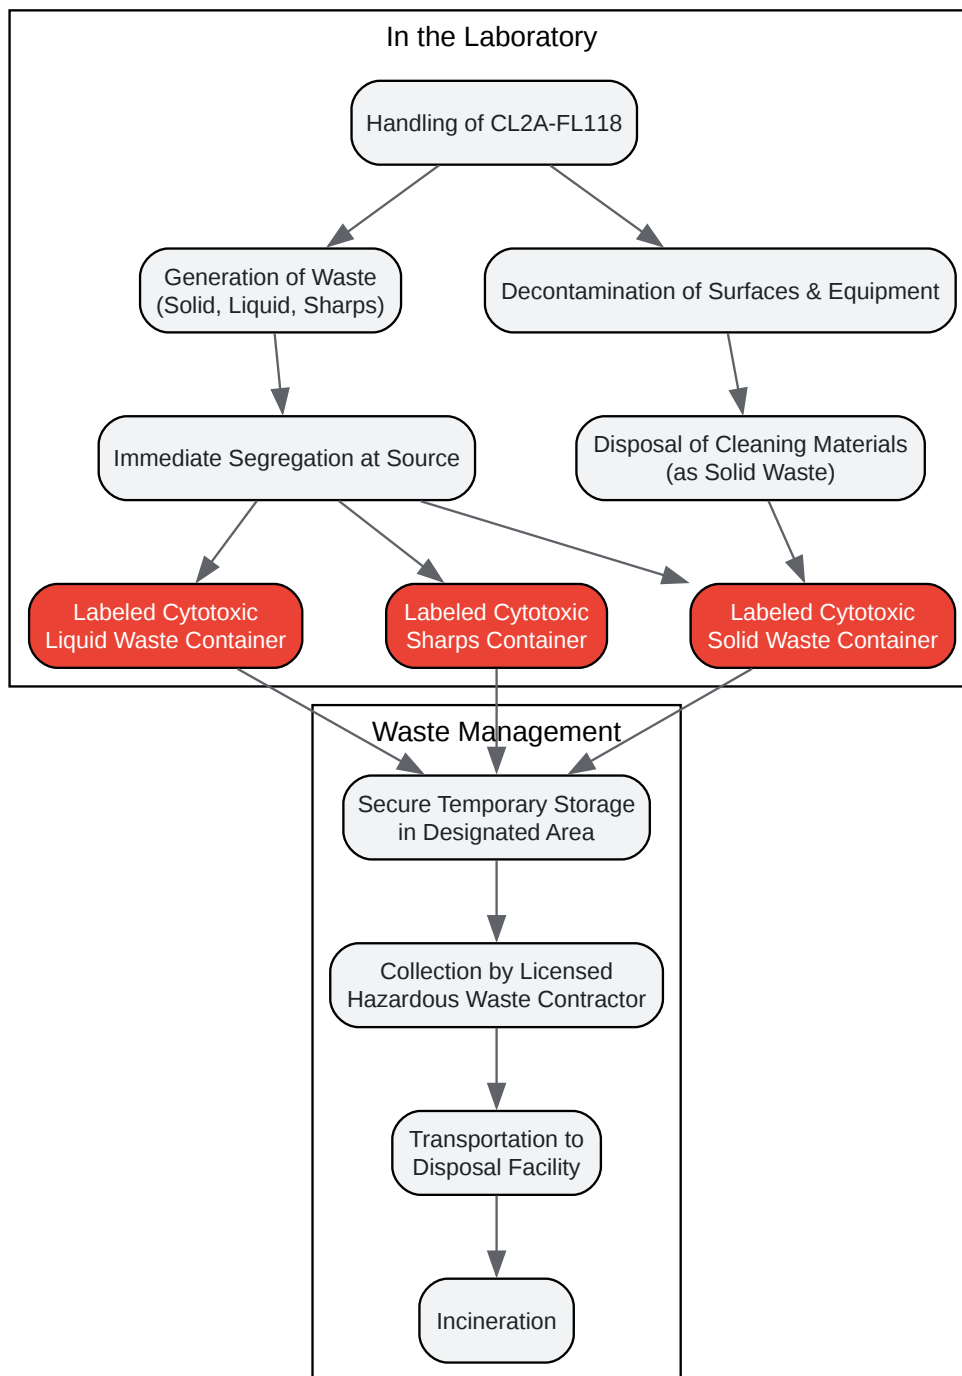 In the Laboratory
Handling of CL2A-FL118
Generation of Waste
(Solid, Liquid, Sharps)
Decontamination of Surfaces & Equipment
Immediate Segregation at Source
Disposal of Cleaning Materials
(as Solid Waste)
Labeled Cytotoxic
Liquid Waste Container
Labeled Cytotoxic
Sharps Container
Labeled Cytotoxic
Solid Waste Container
Waste Management
Secure Temporary Storage
in Designated Area
Collection by Licensed
Hazardous Waste Contractor
Transportation to
Disposal Facility
Incineration